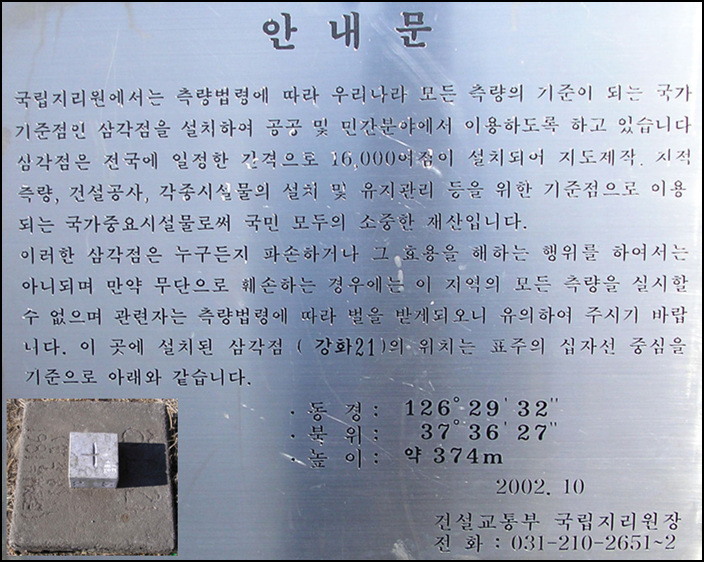 안 내 문
국립지리원에서는 측량법령에 따라 우리나라 모든 측량의 기준이 되는 국가
기준점인 삼각점을 설치하여 공공 및 민간분야에서 이용하도록 하고 있습니다
삼각점은 전국에 일정한 간격으로 16,000여점이 설치되어 지도제작, 지적
측량, 건설공사, 각종시설물의 설치 및 유지관리 등을 위한 기준점으로 이용
되는 국가중요시설물로써 국민 모두의 소중한 재산입니다.
이러한 삼각점은 누구든지 파손하거나 그 효용을 해하는 행위를 하여서는
아니되며 만약 무단으로 훼손하는 경우에는 이 지역의 모든 측량을 실시할
수 없으며 관련자는 측량법령에 따라 벌을 받게되오니 유의하여 주시기 바랍
니다. 이 곳에 설치된 삼각점 ( 강화21)의 위치는 표주의 십자선 중심을
기준으로 아래와 같습니다.
· 동 경 : 126° 29' 32"
· 북 위 : 37° 36' 27"
· 높 이 : 약 374m
2002. 10
건설교통부 국립지리원장
전 화 : 031-210-2651~2